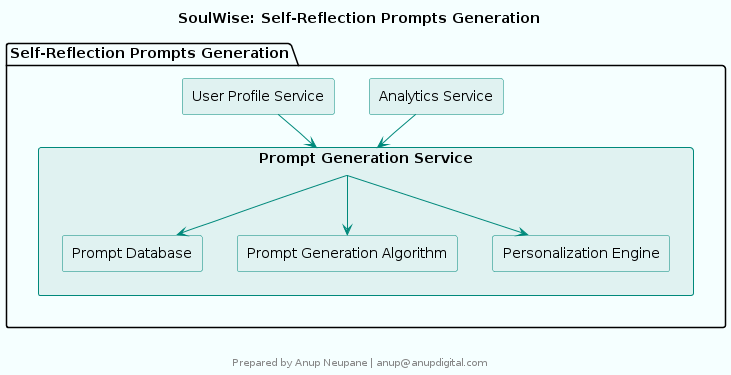 SoulWise: Self-Reflection Prompts Generation
Self-Reflection Prompts Generation
User Profile Service
Analytics Service
Prompt Generation Service
Prompt Database
Prompt Generation Algorithm
Personalization Engine
Prepared by Anup Neupane | anup@anupdigital.com